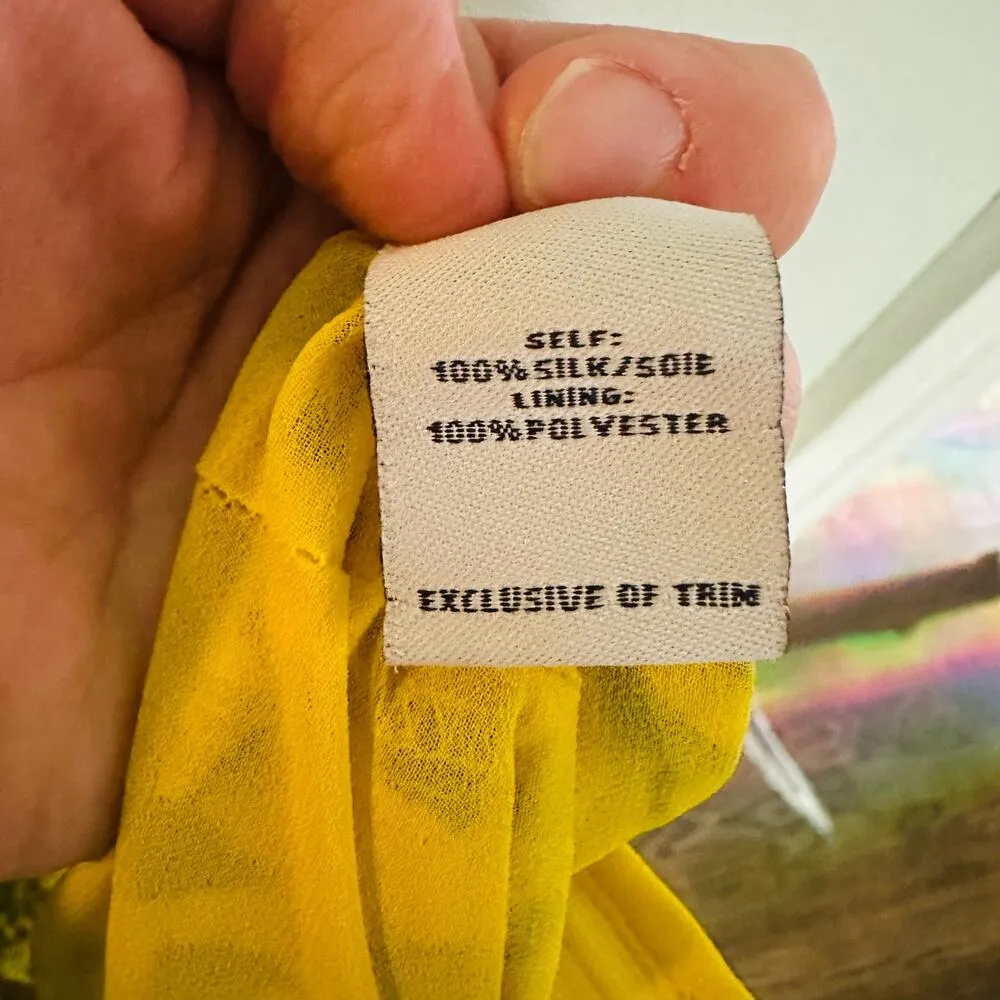 SELF:
100% SILK/SOIE
LINING:
100% POLYESTER
EXCLUSIVE OF TRIM